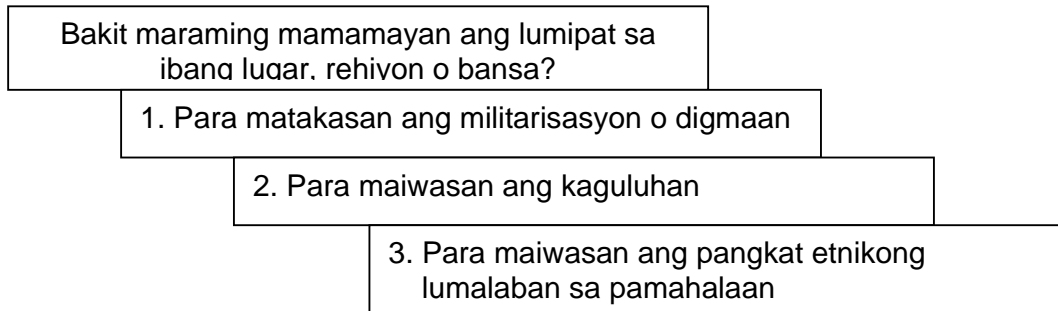 Bakit maraming mamamayan ang lumipat sa
ibang lugar, rehiyon o bansa?
1. Para matakasan ang militarisasyon o digmaan
2. Para maiwasan ang kaguluhan
3. Para maiwasan ang pangkat etnikong
lumalaban sa pamahalaan